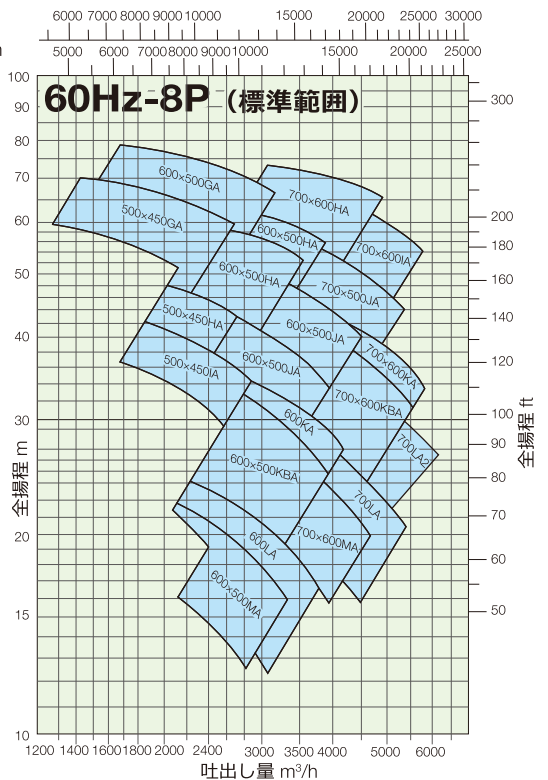 6000 7000 8000 10000 15000 20000 25000 30000
5000 6000 7000 8000 9000 10000 15000 20000 25000
60Hz-8P (標準範囲)
100
90
80
70
60
50
40
30
20
15
10
全揚程 m
300
200
180
160
140
120
100
90
80
70
60
50
全揚程 ft
600×500GA
700×600HA
500×450GA
600×500HA
700×600IA
600×500HA
700×500JA
500×450HA
600×500JA
500×450IA
600×500JA
700×600KA
700×600KBA
600KA
700LA2
600×500KBA
700LA
600LA
700×600MA
600×500MA
1200 1400 1600 1800 2000 2400 3000 3500 4000 5000 6000
吐出し量 m³/h